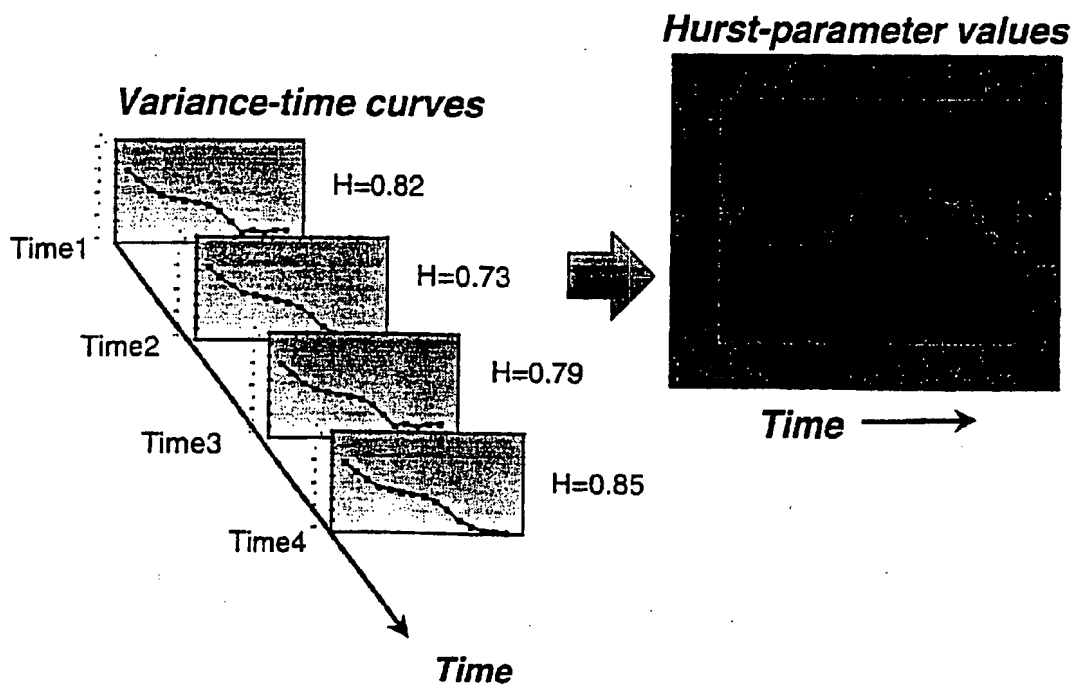 Hurst-parameter values
Variance-time curves
H=0.82
Time1
H=0.73
Time2
H=0.79
Time3
H=0.85
Time4
Time
Time